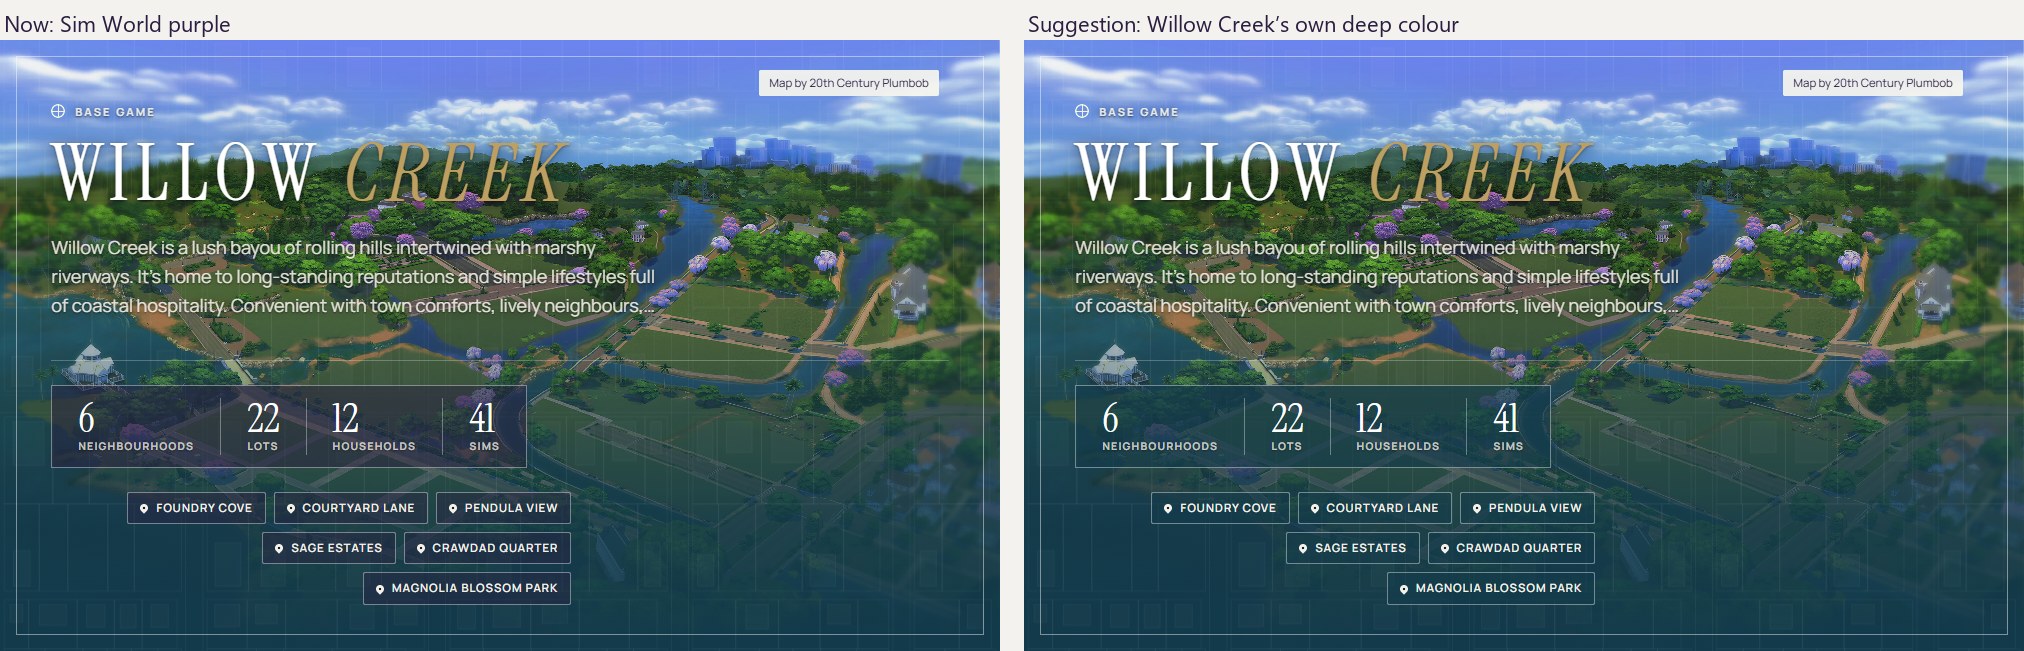 Now: Sim World purple
Map by 20th Century Plumbob
BASE GAME
WILLOW CREEK
Willow Creek is a lush bayou of rolling hills intertwined with marshy
riverways. It's home to long-standing reputations and simple lifestyles full
of coastal hospitality. Convenient with town comforts, lively neighbours,...
6 22 12 41
NEIGHBOURHOODS LOTS HOUSEHOLDS SIMS
FOUNDRY COVE COURTYARD LANE PENDULA VIEW
SAGE ESTATES CRAWDAD QUARTER
MAGNOLIA BLOSSOM PARK
Suggestion: Willow Creek’s own deep colour
Map by 20th Century Plumbob
BASE GAME
WILLOW CREEK
Willow Creek is a lush bayou of rolling hills intertwined with marshy
riverways. It's home to long-standing reputations and simple lifestyles full
of coastal hospitality. Convenient with town comforts, lively neighbours,...
6 22 12 41
NEIGHBOURHOODS LOTS HOUSEHOLDS SIMS
FOUNDRY COVE COURTYARD LANE PENDULA VIEW
SAGE ESTATES CRAWDAD QUARTER
MAGNOLIA BLOSSOM PARK